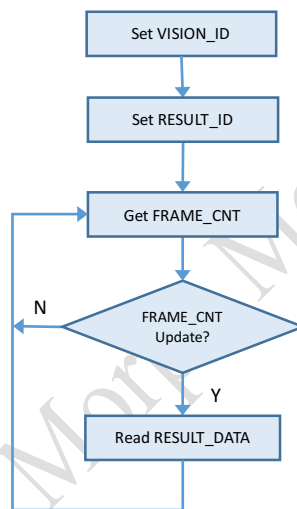 Set VISION_ID
Set RESULT_ID
Get FRAME_CNT
FRAME_CNT
Update?
N
Y
Read RESULT_DATA